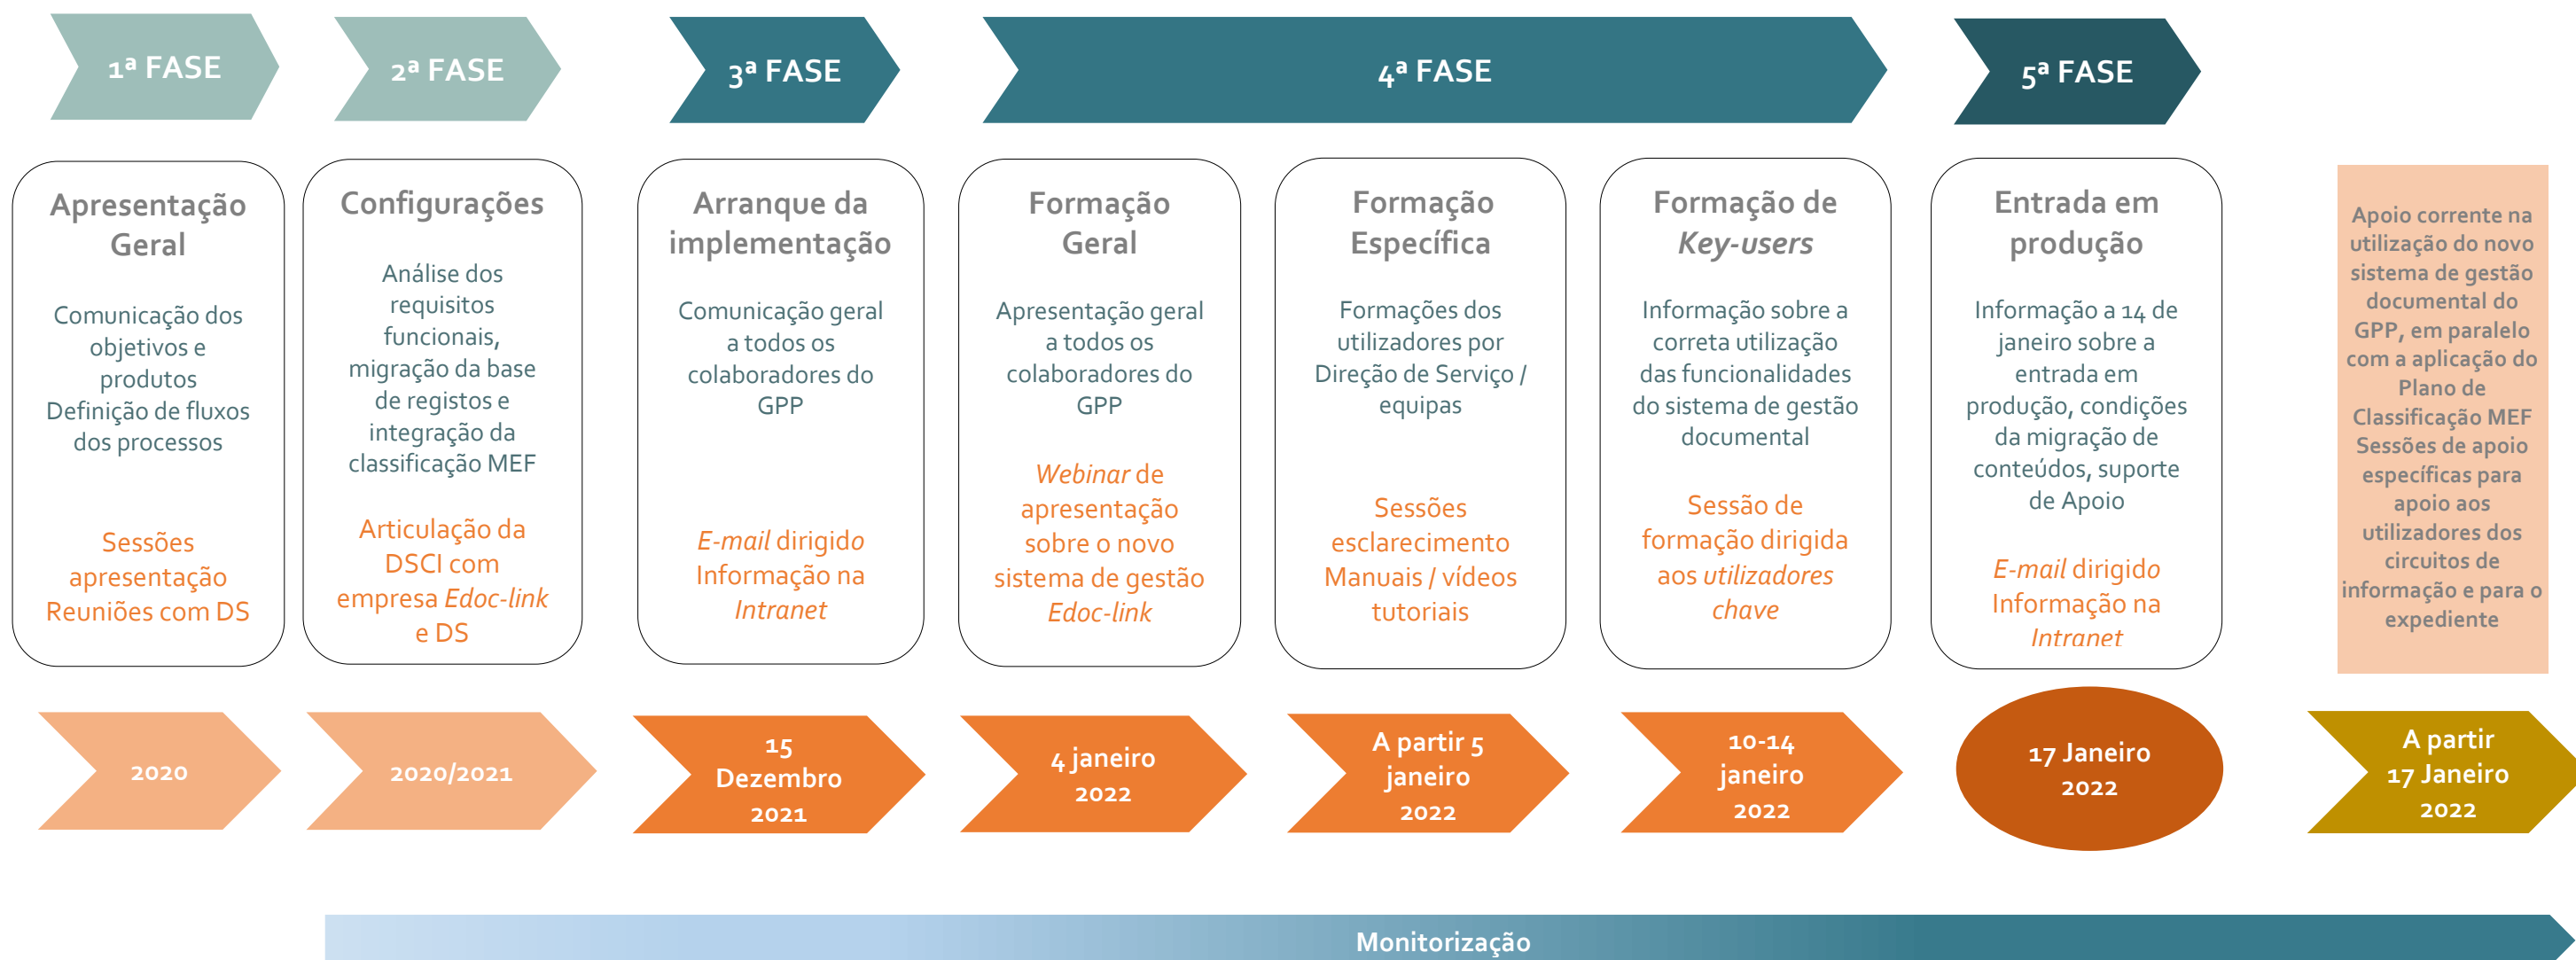 1ª FASE
2ª FASE
3ª FASE
4ª FASE
5ª FASE
Apresentação
Geral
Comunicação dos
objetivos e
produtos
Definição de fluxos
dos processos
Sessões
apresentação
Reuniões com DS
Configurações
Análise dos
requisitos
funcionais,
migração da base
de registos e
integração da
classificação MEF
Articulação da
DSCI com
empresa Edoc-link
e DS
Arranque da
implementação
Comunicação geral
a todos os
colaboradores do
GPP
E-mail dirigido
Informação na
Intranet
Formação
Geral
Apresentação geral
a todos os
colaboradores do
GPP
Webinar de
apresentação
sobre o novo
sistema de gestão
Edoc-link
Formação
Específica
Formações dos
utilizadores por
Direção de Serviço /
equipas
Sessões
esclarecimento
Manuais / vídeos
tutoriais
Formação de
Key-users
Informação sobre a
correta utilização
das funcionalidades
do sistema de gestão
documental
Sessão de
formação dirigida
aos utilizadores
chave
Entrada em
produção
Informação a 14 de
janeiro sobre a
entrada em
produção, condições
da migração de
conteúdos, suporte
de Apoio
E-mail dirigido
Informação na
Intranet
Apoio corrente na
utilização do novo
sistema de gestão
documental do
GPP, em paralelo
com a aplicação do
Plano de
Classificação MEF
Sessões de apoio
específicas para
apoio aos
utilizadores dos
circuitos de
informação e para o
expediente
2020
2020/2021
15
Dezembro
2021
4 janeiro
2022
A partir 5
janeiro
2022
10-14
janeiro
2022
17 Janeiro
2022
A partir
17 Janeiro
2022
Monitorização